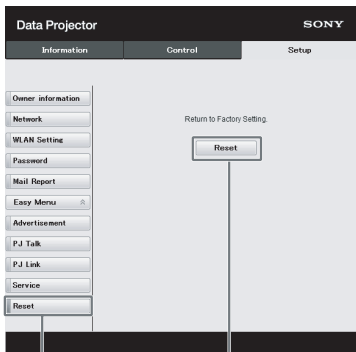 Data Projector
SONY
Information
Control
Setup
Owner information
Network
WLAN Setting
Password
Mail Report
Easy Menu
Advertisement
PJ Talk
PJ Link
Service
Reset
Return to Factory Setting.
Reset